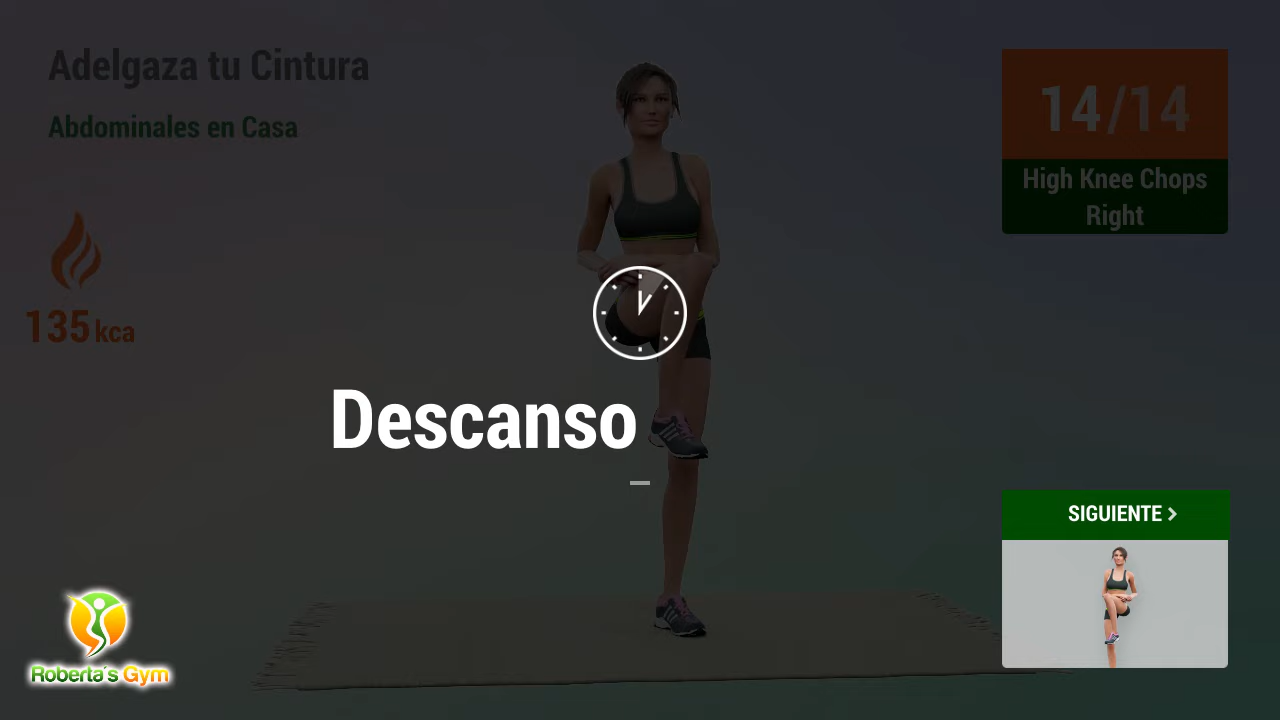 Adelgaza tu Cintura
Abdominales en Casa
14/14
High Knee Chops
Right
135 kca
Descanso
SIGUIENTE >
Roberta´s Gym